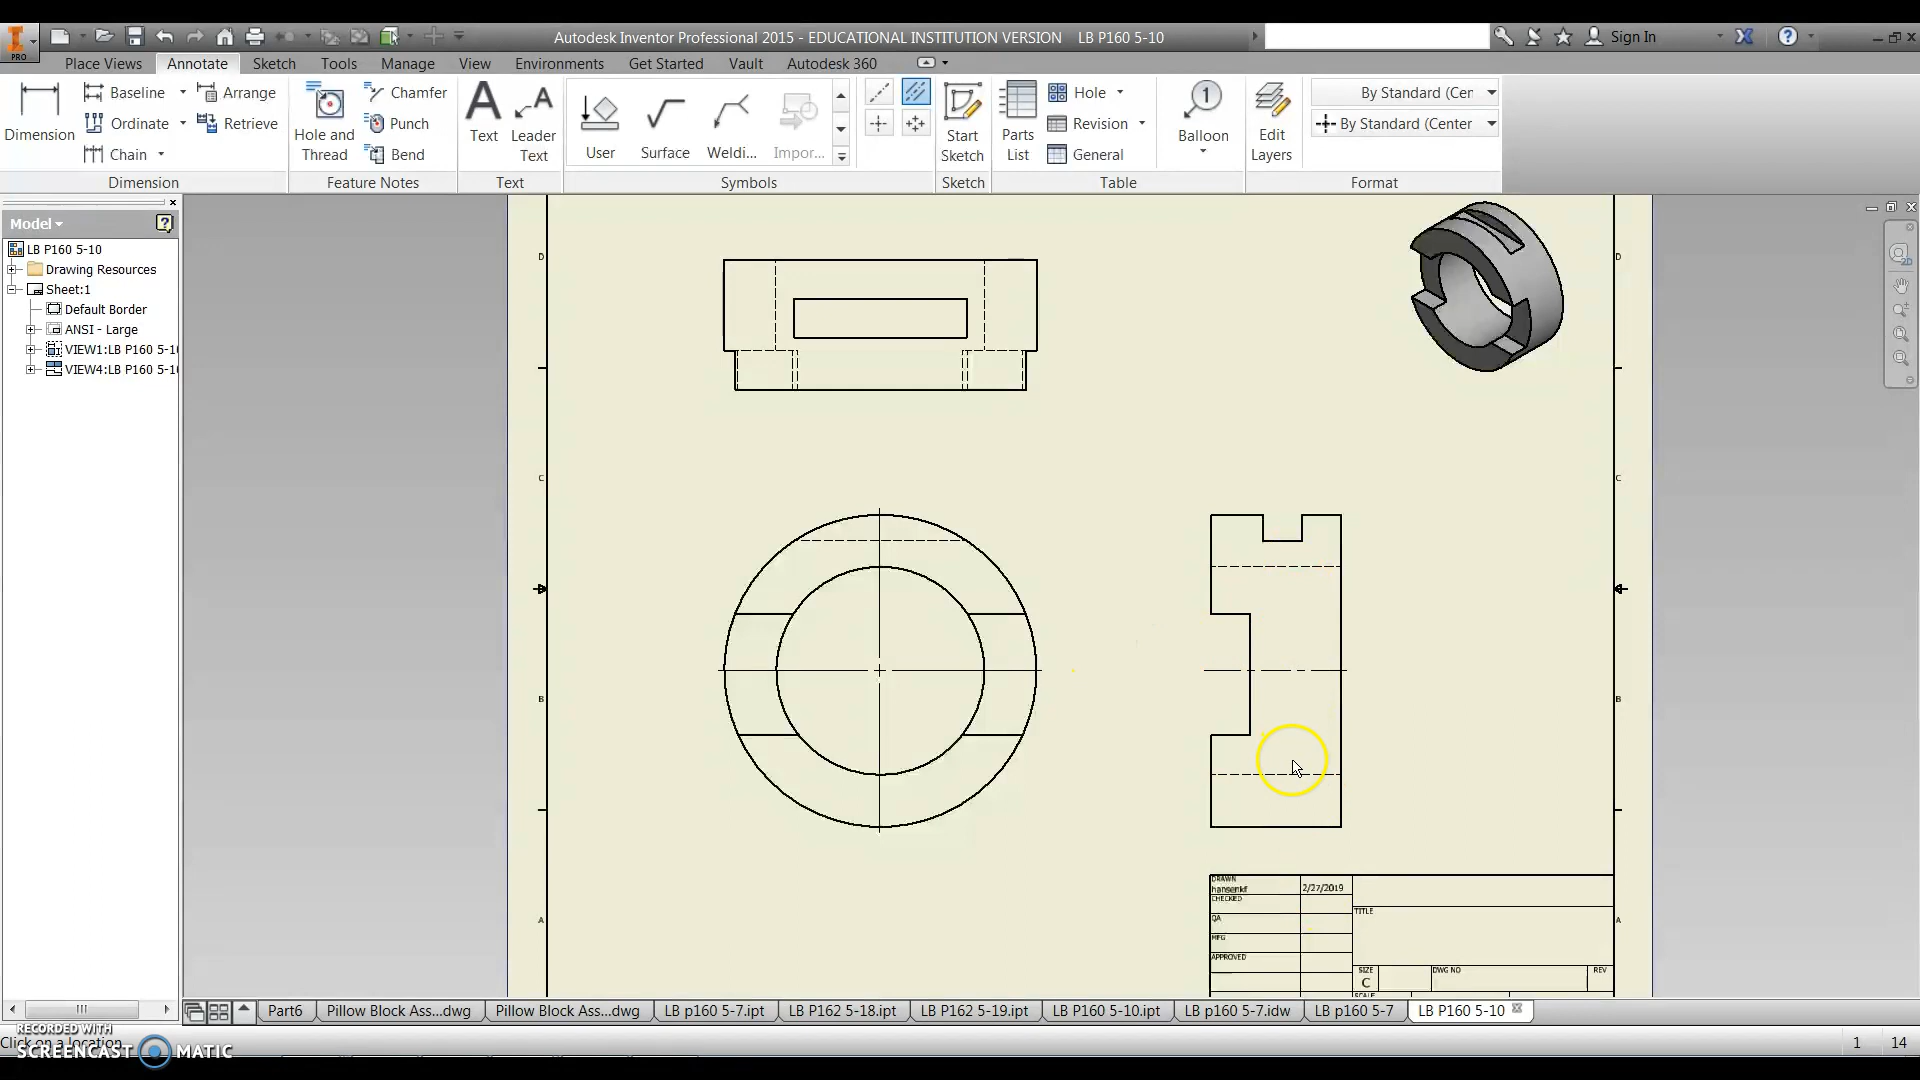 Autodesk Inventor Professional 2015 - EDUCATIONAL INSTITUTION VERSION LB P160 5-10
Sign In
PRO
Place Views Annotate Sketch Tools Manage View Environments Get Started Vault Autodesk 360
Dimension
Baseline
Ordinate
Chain
Arrange
Retrieve
Dimension
Hole and Thread
Chamfer
Punch
Bend
Feature Notes
Text
Leader Text
Text
User
Surface
Weldi...
Impor...
Symbols
Start Sketch
Sketch
Parts List
Hole
Revision
General
Table
1
Balloon
Edit Layers
By Standard (Cer
By Standard (Center
Format
Model
LB P160 5-10
Drawing Resources
Sheet:1
Default Border
ANSI - Large
VIEW1:LB P160 5-10
VIEW4:LB P160 5-10
D
C
B
A
C
B
A
DRAWN
hansenkf
2/27/2019
CHECKED
QA
MFG
APPROVED
TITLE
SIZE
C
DWG NO
REV
SCALE
Part6
Pillow Block Ass...dwg
Pillow Block Ass...dwg
LB p160 5-7.ipt
LB P162 5-18.ipt
LB P162 5-19.ipt
LB P160 5-10.ipt
LB p160 5-7.idw
LB p160 5-7
LB P160 5-10
RECORDED WITH
SCREENCAST MATIC
Click on a location
1 14